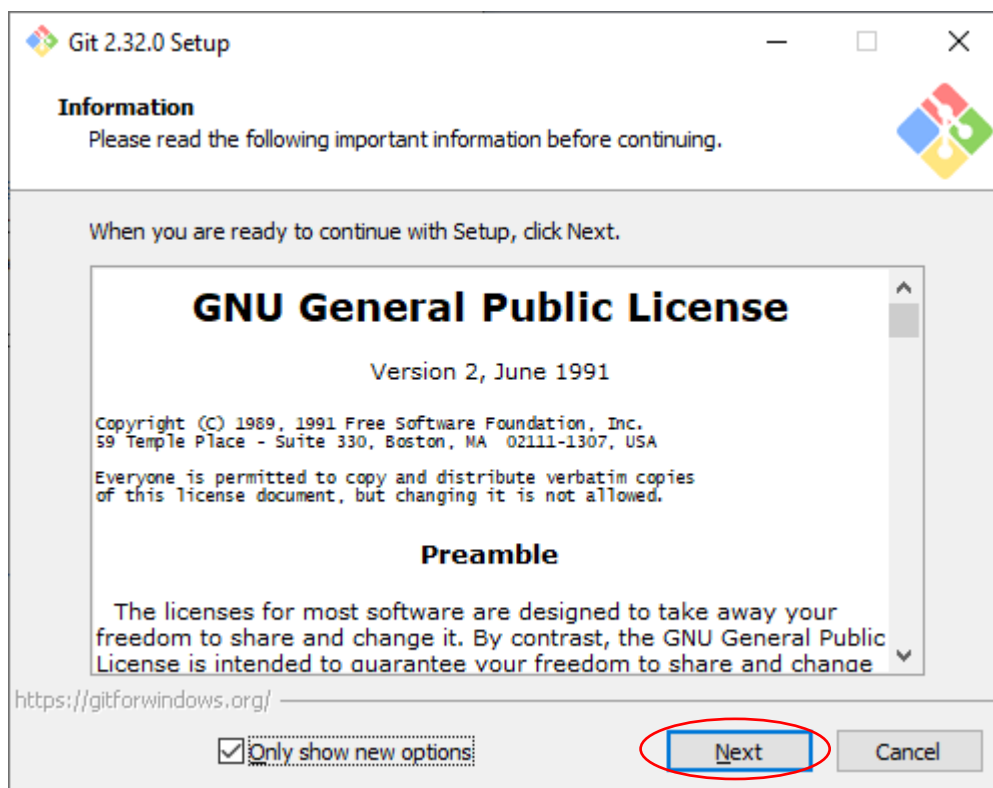 Git 2.32.0 Setup
Information
Please read the following important information before continuing.
When you are ready to continue with Setup, click Next.
GNU General Public License
Version 2, June 1991
Copyright (C) 1989, 1991 Free Software Foundation, Inc.
59 Temple Place - Suite 330, Boston, MA  02111-1307, USA
Everyone is permitted to copy and distribute verbatim copies
of this license document, but changing it is not allowed.
Preamble
The licenses for most software are designed to take away your
freedom to share and change it. By contrast, the GNU General Public
License is intended to guarantee your freedom to share and change
https://gitforwindows.org/
Only show new options
Next
Cancel